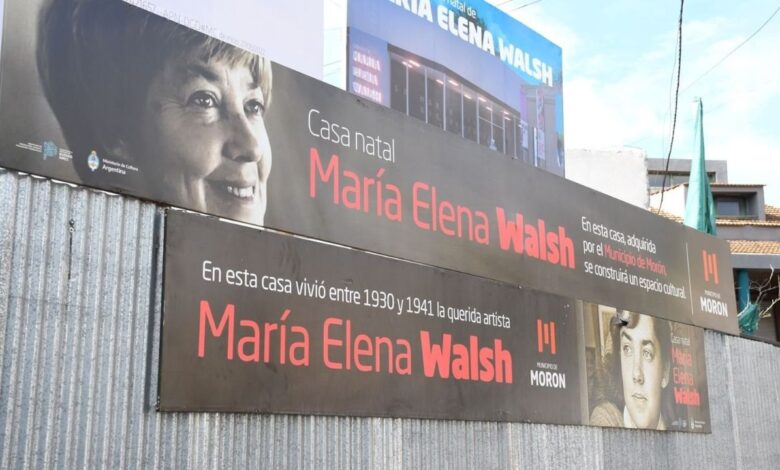 natal de
MARÍA ELENA WALSH
Casa natal
María Elena Walsh
En esta casa, adquirida
por el Municipio de Morón,
se construirá un espacio cultural.
MUNICIPIO DE
MORON
Ministerio de Cultura
Argentina
En esta casa vivió entre 1930 y 1941 la querida artista
María Elena Walsh
MUNICIPIO DE
MORON
Casa natal
María
Elena
Walsh